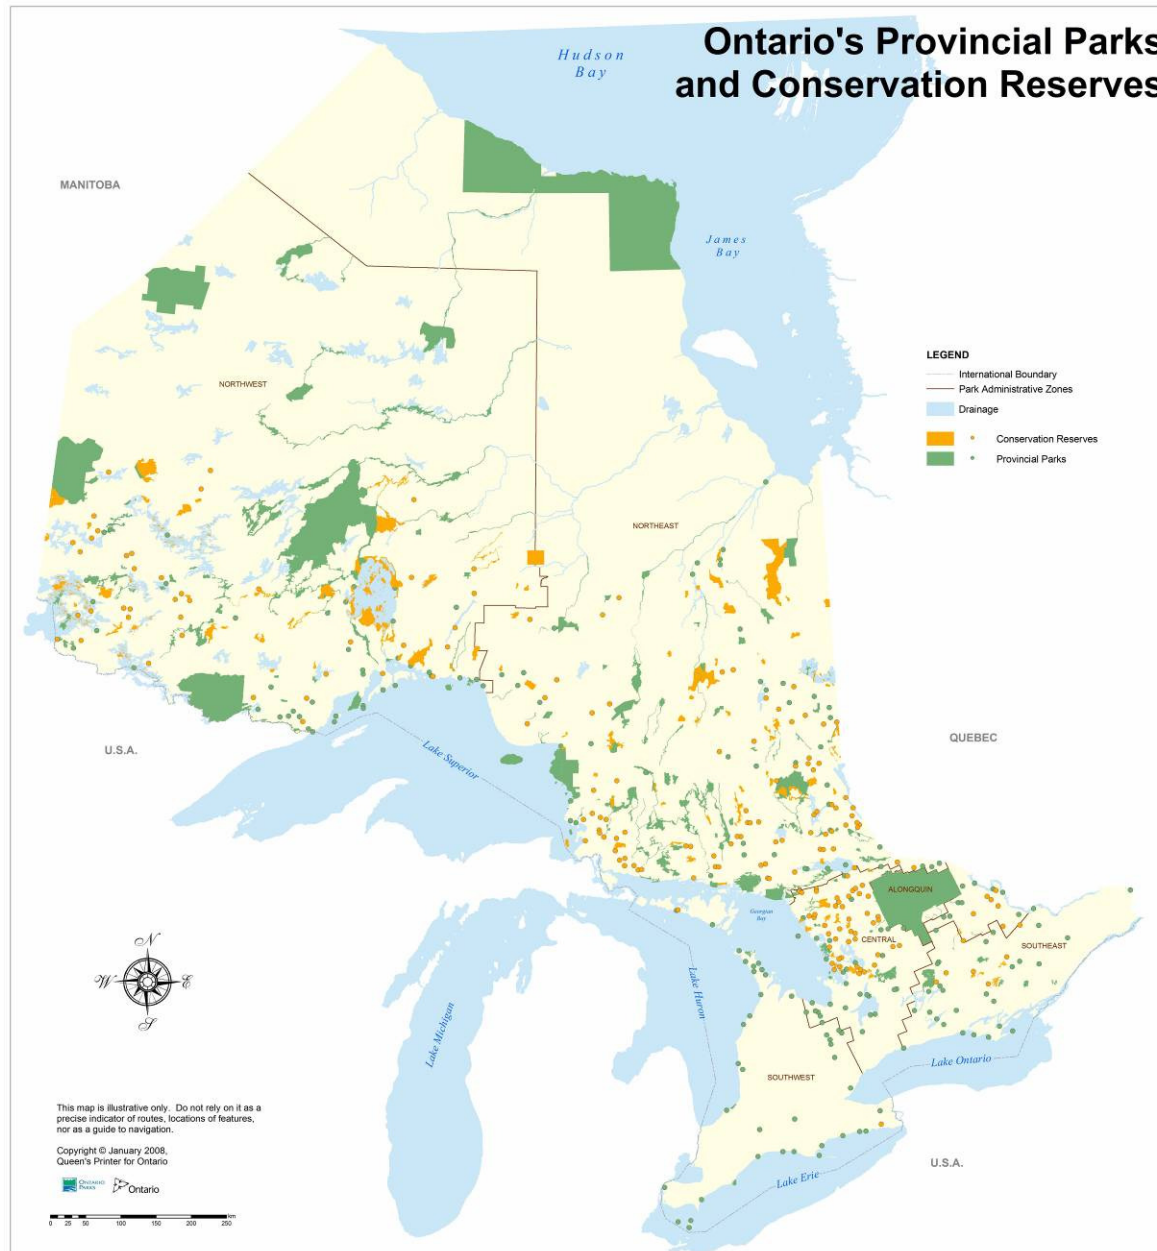 Ontario's Provincial Parks
and Conservation Reserves
Hudson
Bay
MANITOBA
James
Bay
LEGEND
International Boundary
Park Administrative Zones
Drainage
Conservation Reserves
Provincial Parks
NORTHWEST
NORTHEAST
U.S.A.
QUEBEC
Lake Superior
ALONGQUIN
Georgian
Bay
CENTRAL
SOUTHEAST
N
W
E
S
Lake Michigan
Lake Huron
Lake Ontario
SOUTHWEST
This map is illustrative only. Do not rely on it as a
precise indicator of routes, locations of features,
nor as a guide to navigation.
Copyright © January 2008,
Queen's Printer for Ontario
U.S.A.
Lake Erie
ONTARIO
PARKS
Ontario
km
0 25 50 100 150 200 250